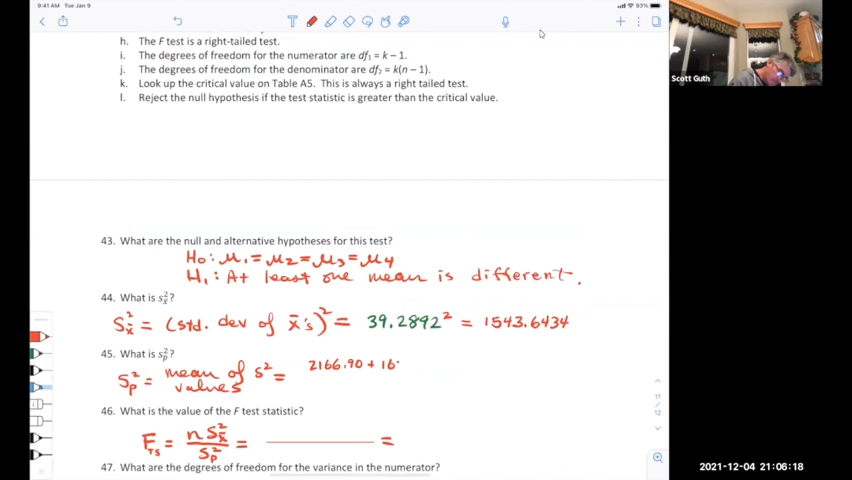 9:41 AM Tue Jan 9
93%
h. The F test is a right-tailed test.
i. The degrees of freedom for the numerator are df₁ = k – 1.
j. The degrees of freedom for the denominator are df₂ = k(n – 1).
k. Look up the critical value on Table A5. This is always a right tailed test.
l. Reject the null hypothesis if the test statistic is greater than the critical value.
Scott Guth
43. What are the null and alternative hypotheses for this test?
H₀: μ₁ = μ₂ = μ₃ = μ₄
H₁: At least one mean is different.
44. What is s²x̄?
S²x̄ = (std. dev of x̄'s)² = 39.2892² = 1543.6434
45. What is s²p?
S²p = mean of s² values = 2166.90 + 16
46. What is the value of the F test statistic?
F_TS = nS²x̄ / S²p = =
47. What are the degrees of freedom for the variance in the numerator?
11
12
2021-12-04 21:06:18